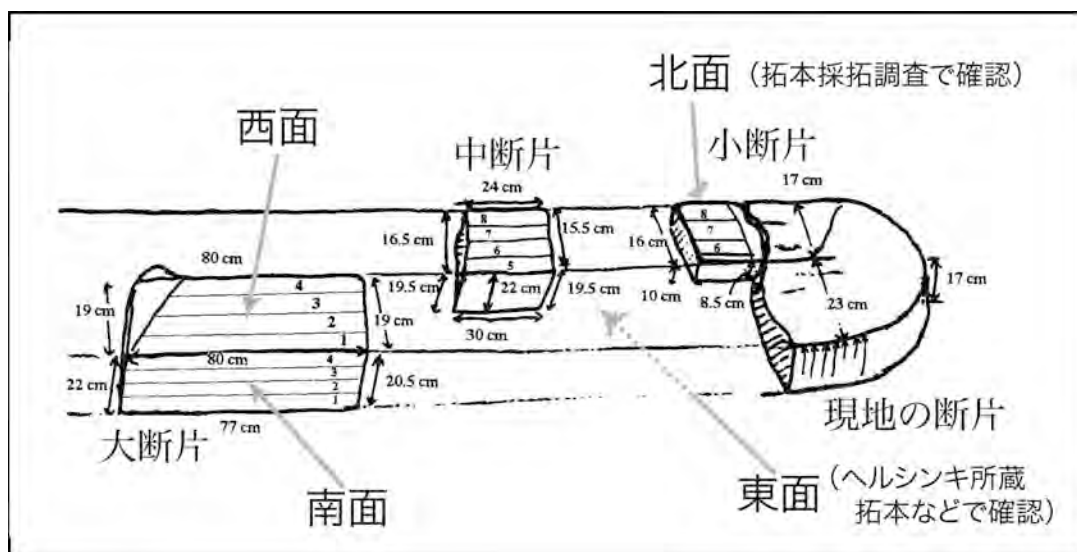 北面（拓本採拓調査で確認）
西面
中断片
小断片
24 cm
17 cm
8
7
6
5
16.5 cm
15.5 cm
8
7
6
16 cm
80 cm
19.5 cm
22 cm
19.5 cm
10 cm
8.5 cm
17 cm
23 cm
30 cm
4
3
2
1
19 cm
19 cm
80 cm
4
3
2
1
22 cm
20.5 cm
77 cm
大断片
現地の断片
南面
東面（ヘルシンキ所蔵
拓本などで確認）